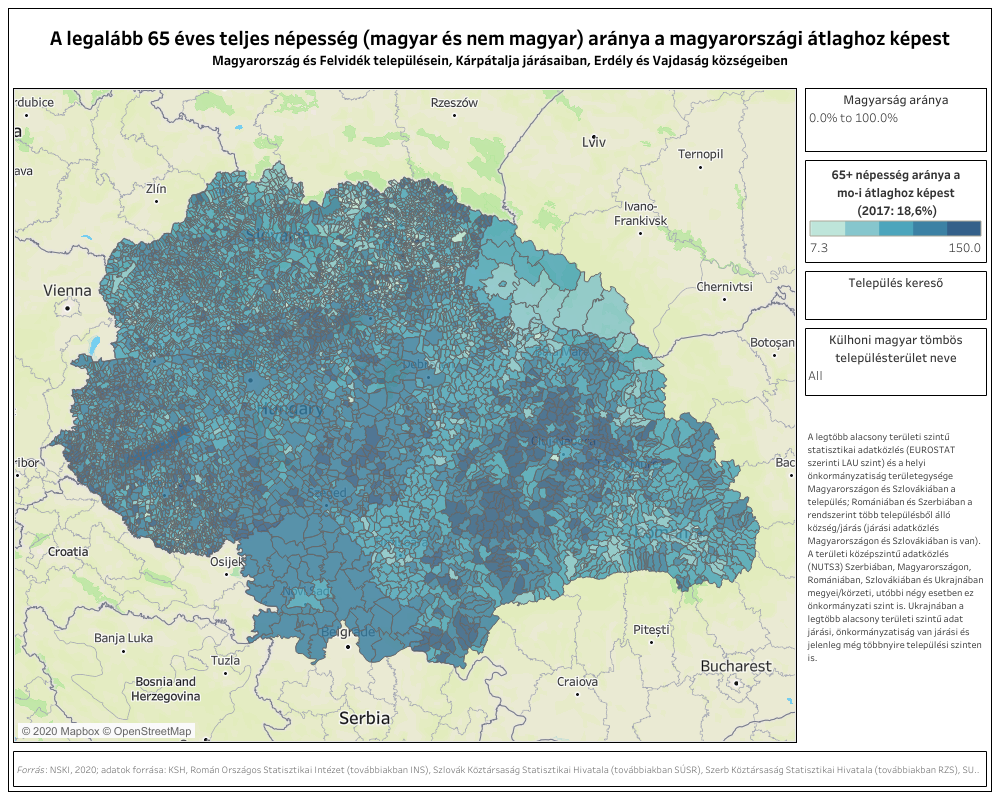 A legalább 65 éves teljes népesség (magyar és nem magyar) aránya a magyarországi átlaghoz képest
Magyarország és Felvidék településein, Kárpátalja járásaiban, Erdély és Vajdaság községeiben
rdubice
Rzeszów
a
Lviv
ava
Ternopil
Zlín
Ivano-
Frankivsk
Slovakia
Vienna
Chernivtsi
Botoșan
Hungary
Cluj-Napoca
ribor
Bac
Szeged
Croatia
Osijek
Novi Sad
Belgrade
Banja Luka
Pitești
Tuzla
Bucharest
Bosnia and
Herzegovina
Craiova
Serbia
© 2020 Mapbox © OpenStreetMap
Magyarság aránya
0.0% to 100.0%
65+ népesség aránya a
mo-i átlaghoz képest
(2017: 18,6%)
7.3 150.0
Település kereső
Külhoni magyar tömbös
településterület neve
All
A legtöbb alacsony területi szintű
statisztikai adatközlés (EUROSTAT
szerinti LAU szint) és a helyi
önkormányzatiság területegysége
Magyarországon és Szlovákiában a
település; Romániában és Szerbiában a
rendszerint több településből álló
község/járás (járási adatközlés
Magyarországon és Szlovákiában is van).
A területi középszintű adatközlés
(NUTS3) Szerbiában, Magyarországon,
Romániában, Szlovákiában és Ukrajnában
megyei/körzeti, utóbbi négy esetben ez
önkormányzati szint is. Ukrajnában a
legtöbb alacsony területi szintű adat
járási, önkormányzatiság van járási és
jelenleg még többnyire települési szinten
is.
Forrás: NSKI, 2020; adatok forrása: KSH, Román Országos Statisztikai Intézet (továbbiakban INS), Szlovák Köztársaság Statisztikai Hivatala (továbbiakban SÚSR), Szerb Köztársaság Statisztikai Hivatala (továbbiakban RZS), SU..